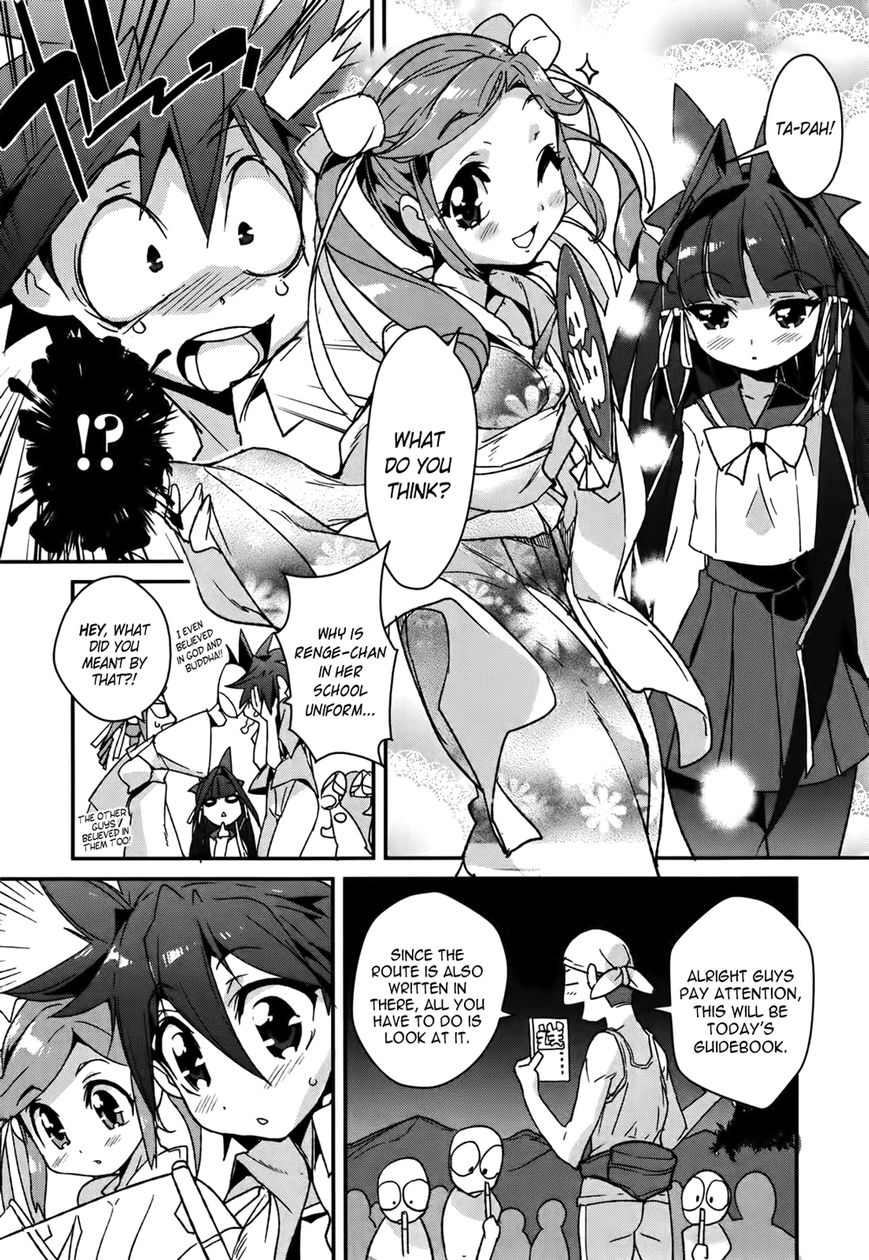 TA-DAH!
WHAT
DO YOU
THINK?
!?
WHY IS
RENGE-CHAN
IN HER
SCHOOL
UNIFORM...
I EVEN
BELIEVED
IN GOD AND
BUDDHA!!
HEY, WHAT
DID YOU
MEANT BY
THAT?!
THE OTHER
GUYS
BELIEVED IN
THEM TOO!
ALRIGHT GUYS
PAY ATTENTION,
THIS WILL BE
TODAY'S
GUIDEBOOK.
SINCE THE
ROUTE IS ALSO
WRITTEN IN
THERE, ALL YOU
HAVE TO DO IS
LOOK AT IT.